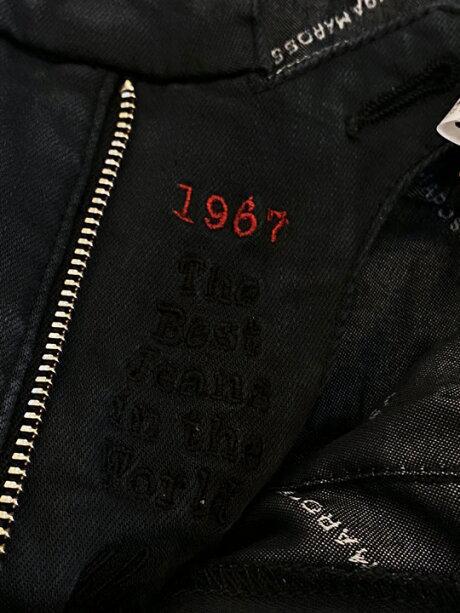 1967
The
Best
Jeans
in the
World